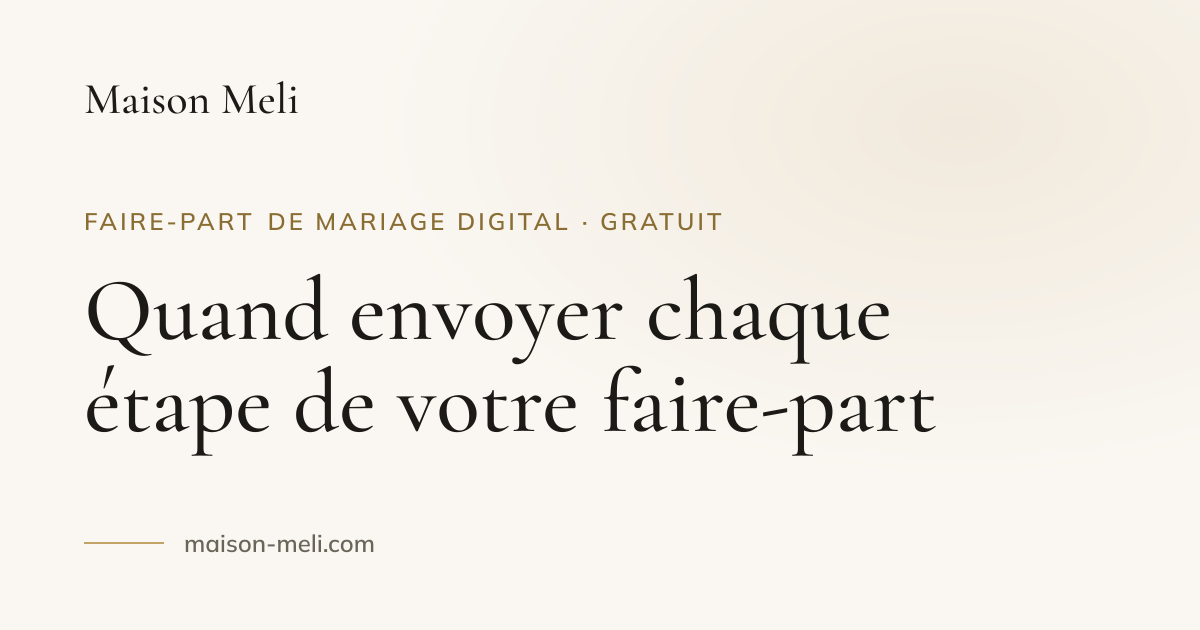 Maison Meli
FAIRE-PART DE MARIAGE DIGITAL · GRATUIT
Quand envoyer chaque
étape de votre faire-part
maison-meli.com